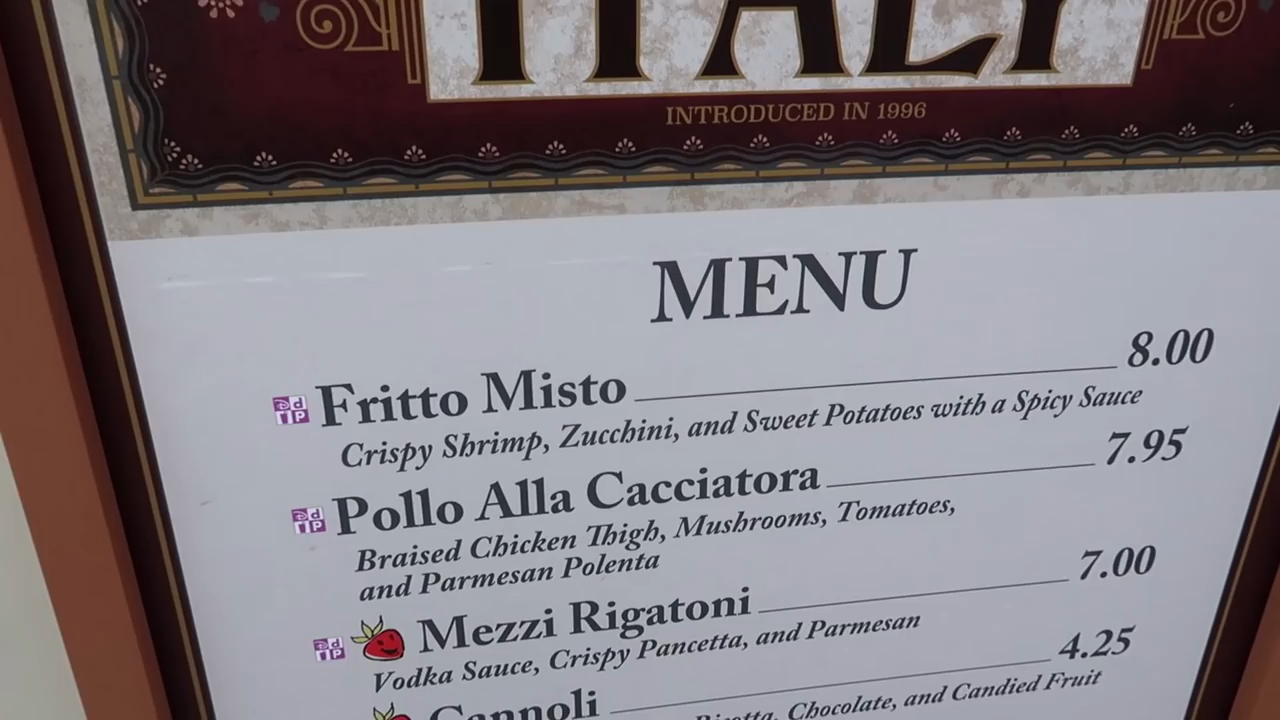 ITALY
INTRODUCED IN 1996
MENU
Fritto Misto 8.00
Crispy Shrimp, Zucchini, and Sweet Potatoes with a Spicy Sauce
Pollo Alla Cacciatora 7.95
Braised Chicken Thigh, Mushrooms, Tomatoes,
and Parmesan Polenta
Mezzi Rigatoni 7.00
Vodka Sauce, Crispy Pancetta, and Parmesan
Cannoli 4.25
Ricotta, Chocolate, and Candied Fruit